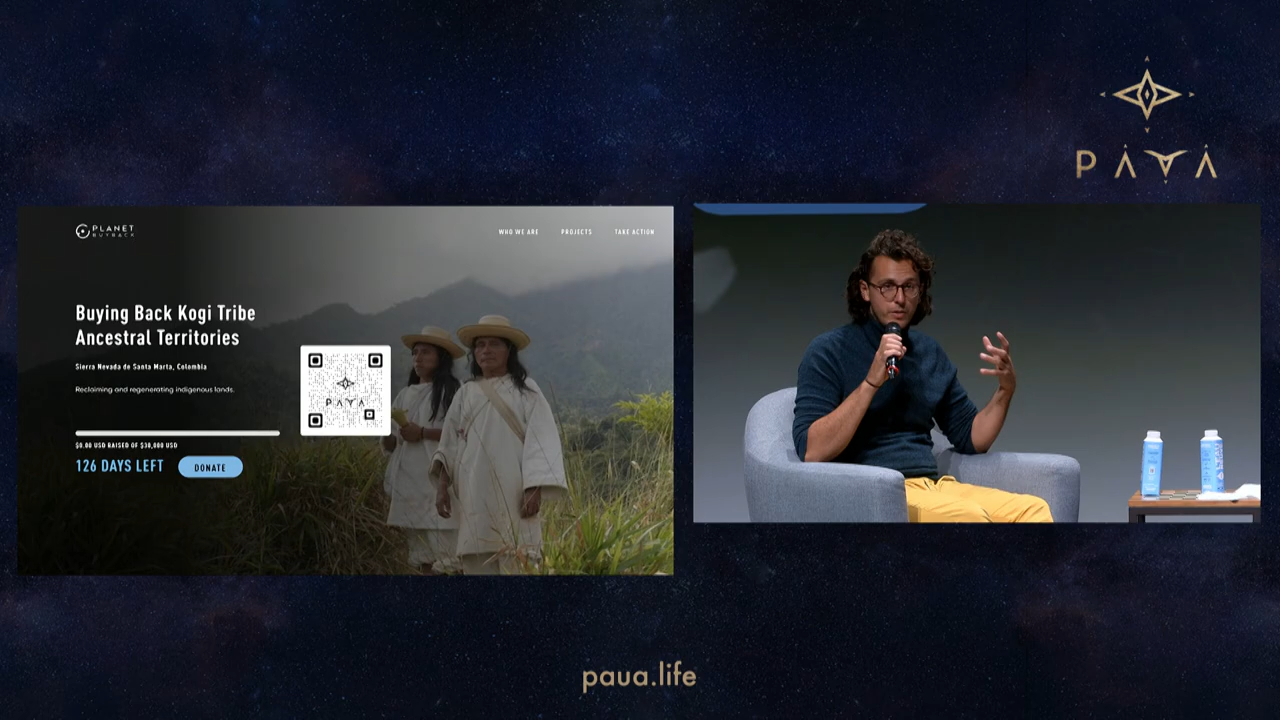 PAUA
PLANET
BUYBACK
WHO WE ARE
PROJECTS
TAKE ACTION
Buying Back Kogi Tribe
Ancestral Territories
Sierra Nevada de Santa Marta, Colombia
Reclaiming and regenerating indigenous lands.
PAUA
$0.00 USD RAISED OF $30,000 USD
126 DAYS LEFT
DONATE
paua.life